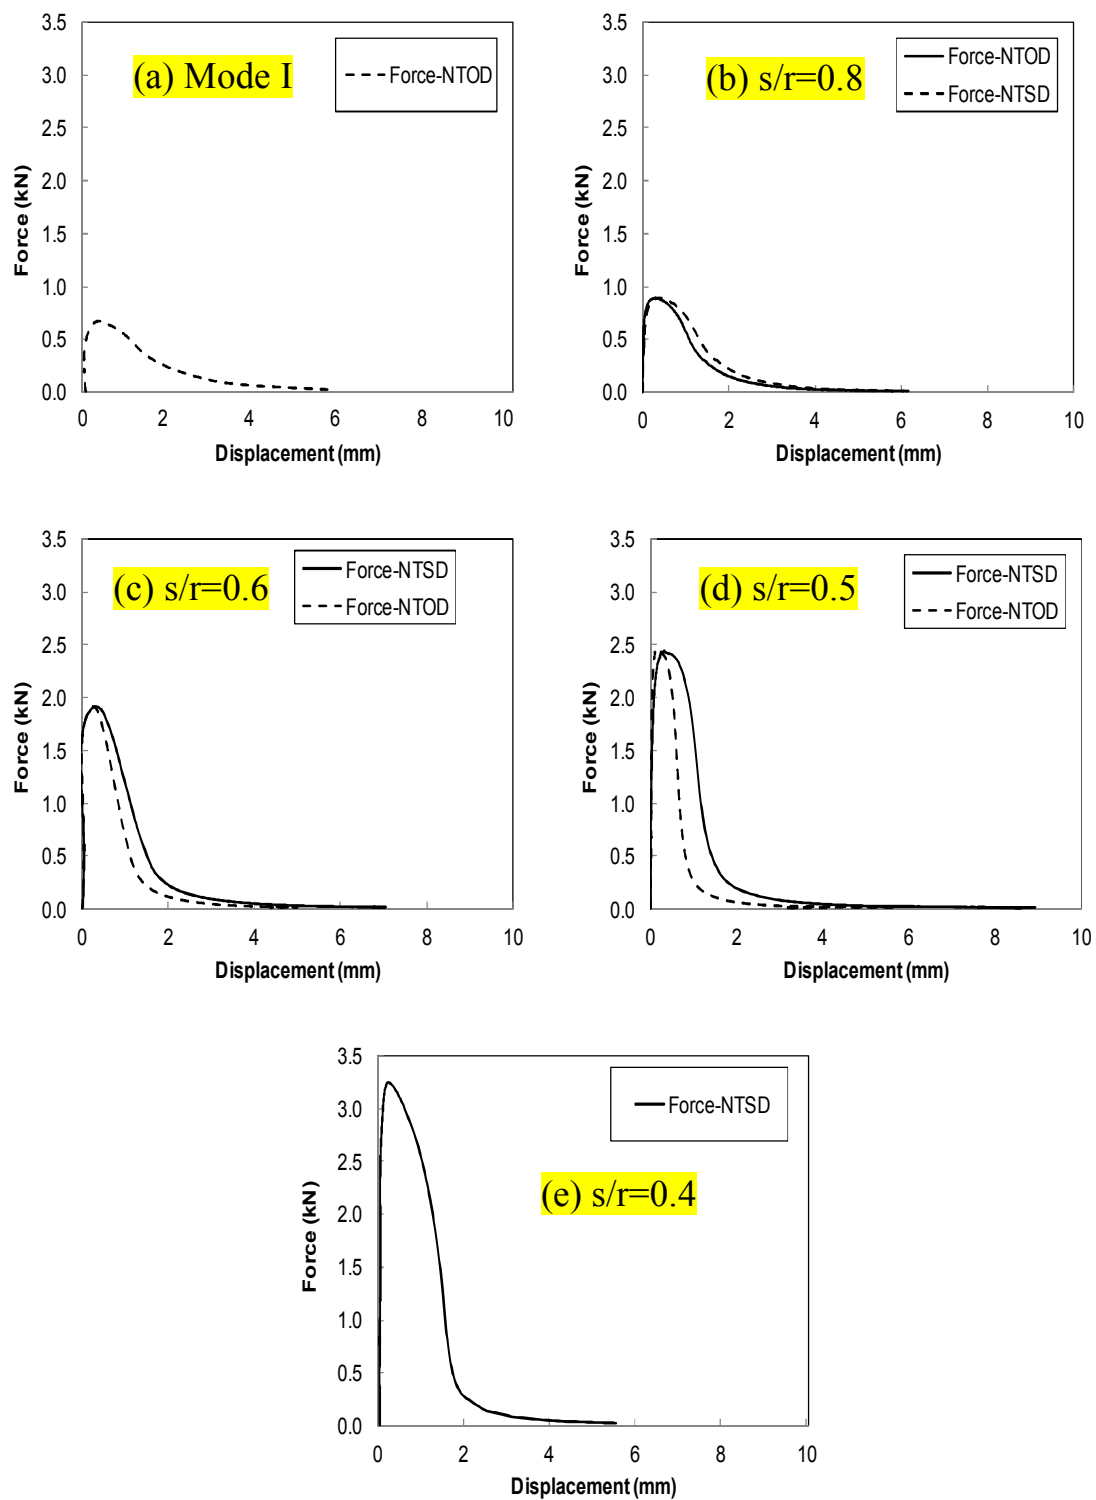 3.5
3.0
2.5
2.0
1.5
1.0
0.5
0.0
Force (kN)
(a) Mode I
Force-NTOD
0 2 4 6 8 10
Displacement (mm)
3.5
3.0
2.5
2.0
1.5
1.0
0.5
0.0
Force (kN)
(b) s/r=0.8
Force-NTOD
Force-NTSD
0 2 4 6 8 10
Displacement (mm)
3.5
3.0
2.5
2.0
1.5
1.0
0.5
0.0
Force (kN)
(c) s/r=0.6
Force-NTSD
Force-NTOD
0 2 4 6 8 10
Displacement (mm)
3.5
3.0
2.5
2.0
1.5
1.0
0.5
0.0
Force (kN)
(d) s/r=0.5
Force-NTSD
Force-NTOD
0 2 4 6 8 10
Displacement (mm)
3.5
3.0
2.5
2.0
1.5
1.0
0.5
0.0
Force (kN)
Force-NTSD
(e) s/r=0.4
0 2 4 6 8 10
Displacement (mm)